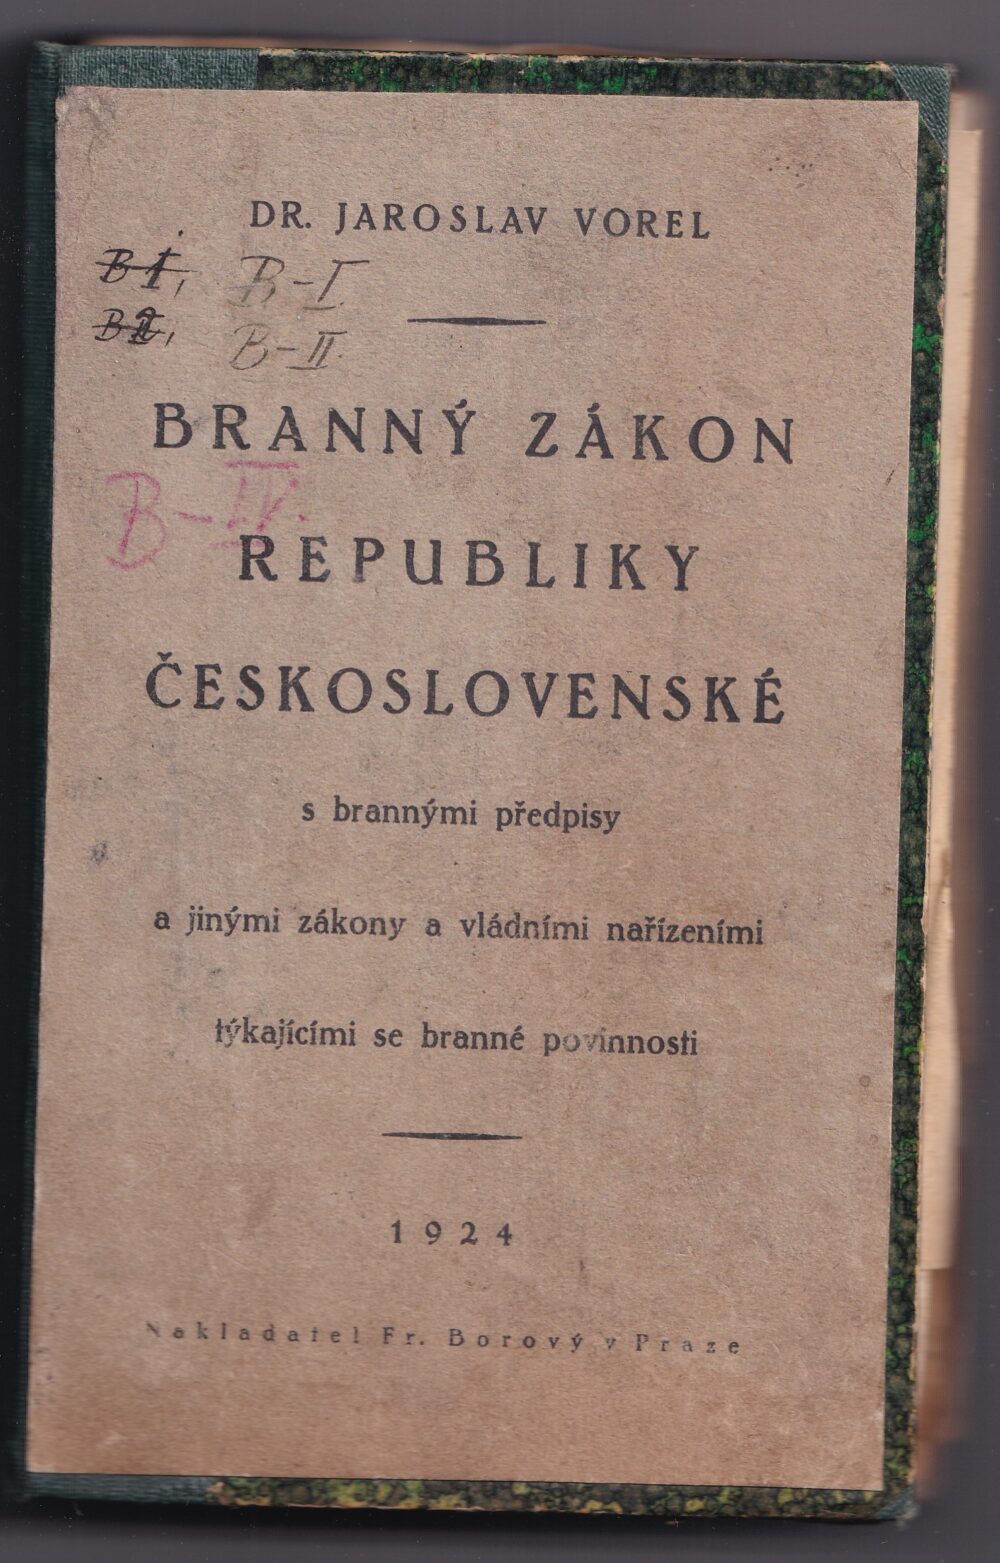 DR. JAROSLAV VOREL
B I, B-I
B 2, B-II.
BRANNÝ ZÁKON
B-IV.
REPUBLIKY
ČESKOSLOVENSKÉ
s brannými předpisy
a jinými zákony a vládními nařízeními
týkajícími se branné povinnosti
1924
Nakladatel Fr. Borový v Praze